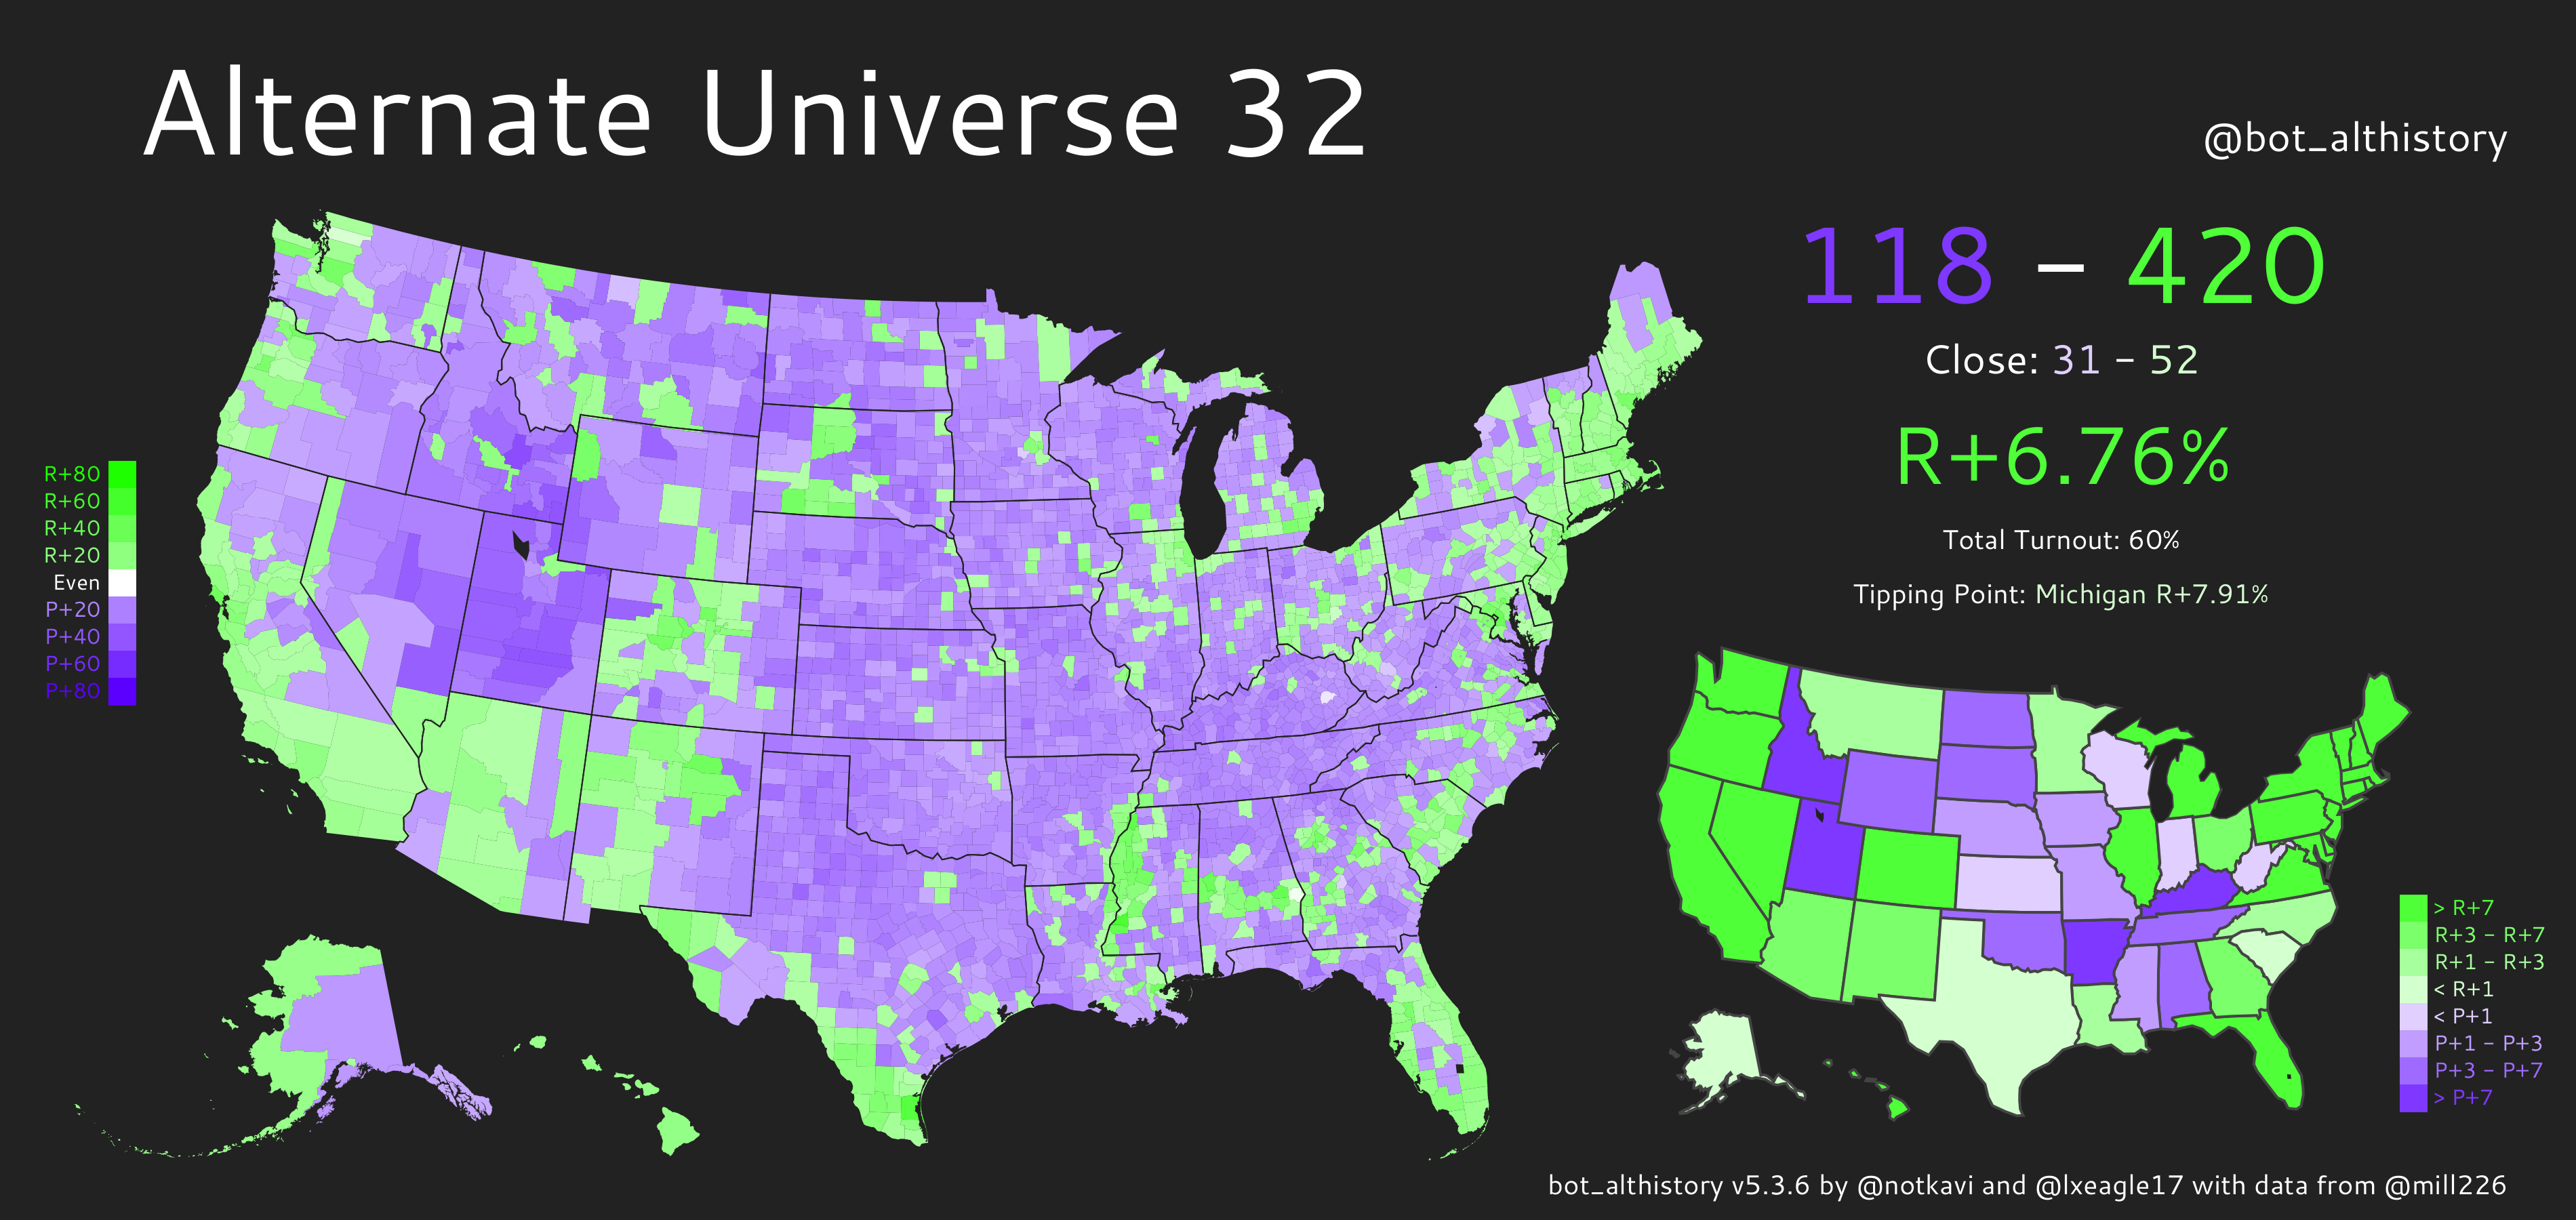 Alternate Universe 32
@bot_althistory
118 – 420
Close: 31 – 52
R+6.76%
Total Turnout: 60%
Tipping Point: Michigan R+7.91%
R+80
R+60
R+40
R+20
Even
P+20
P+40
P+60
P+80
> R+7
R+3 – R+7
R+1 – R+3
< R+1
< P+1
P+1 – P+3
P+3 – P+7
> P+7
bot_althistory v5.3.6 by @notkavi and @lxeagle17 with data from @mill226